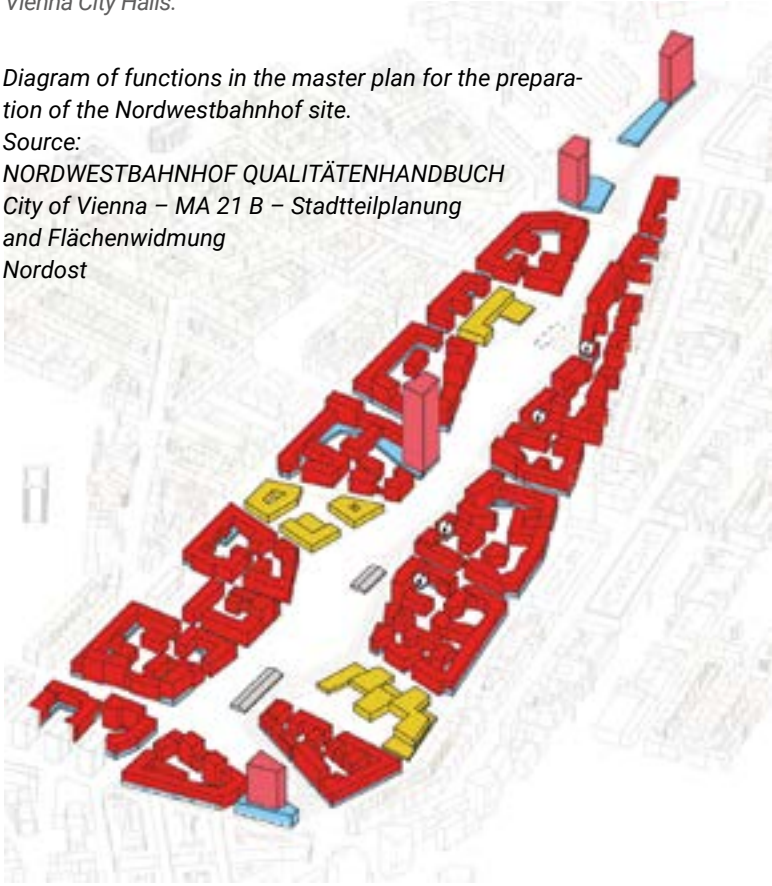 Vienna City Halls.
Diagram of functions in the master plan for the prepara-
tion of the Nordwestbahnhof site.
Source:
NORDWESTBAHNHOF QUALITÄTENHANDBUCH
City of Vienna – MA 21 B – Stadtteilplanung
and Flächenwidmung
Nordost